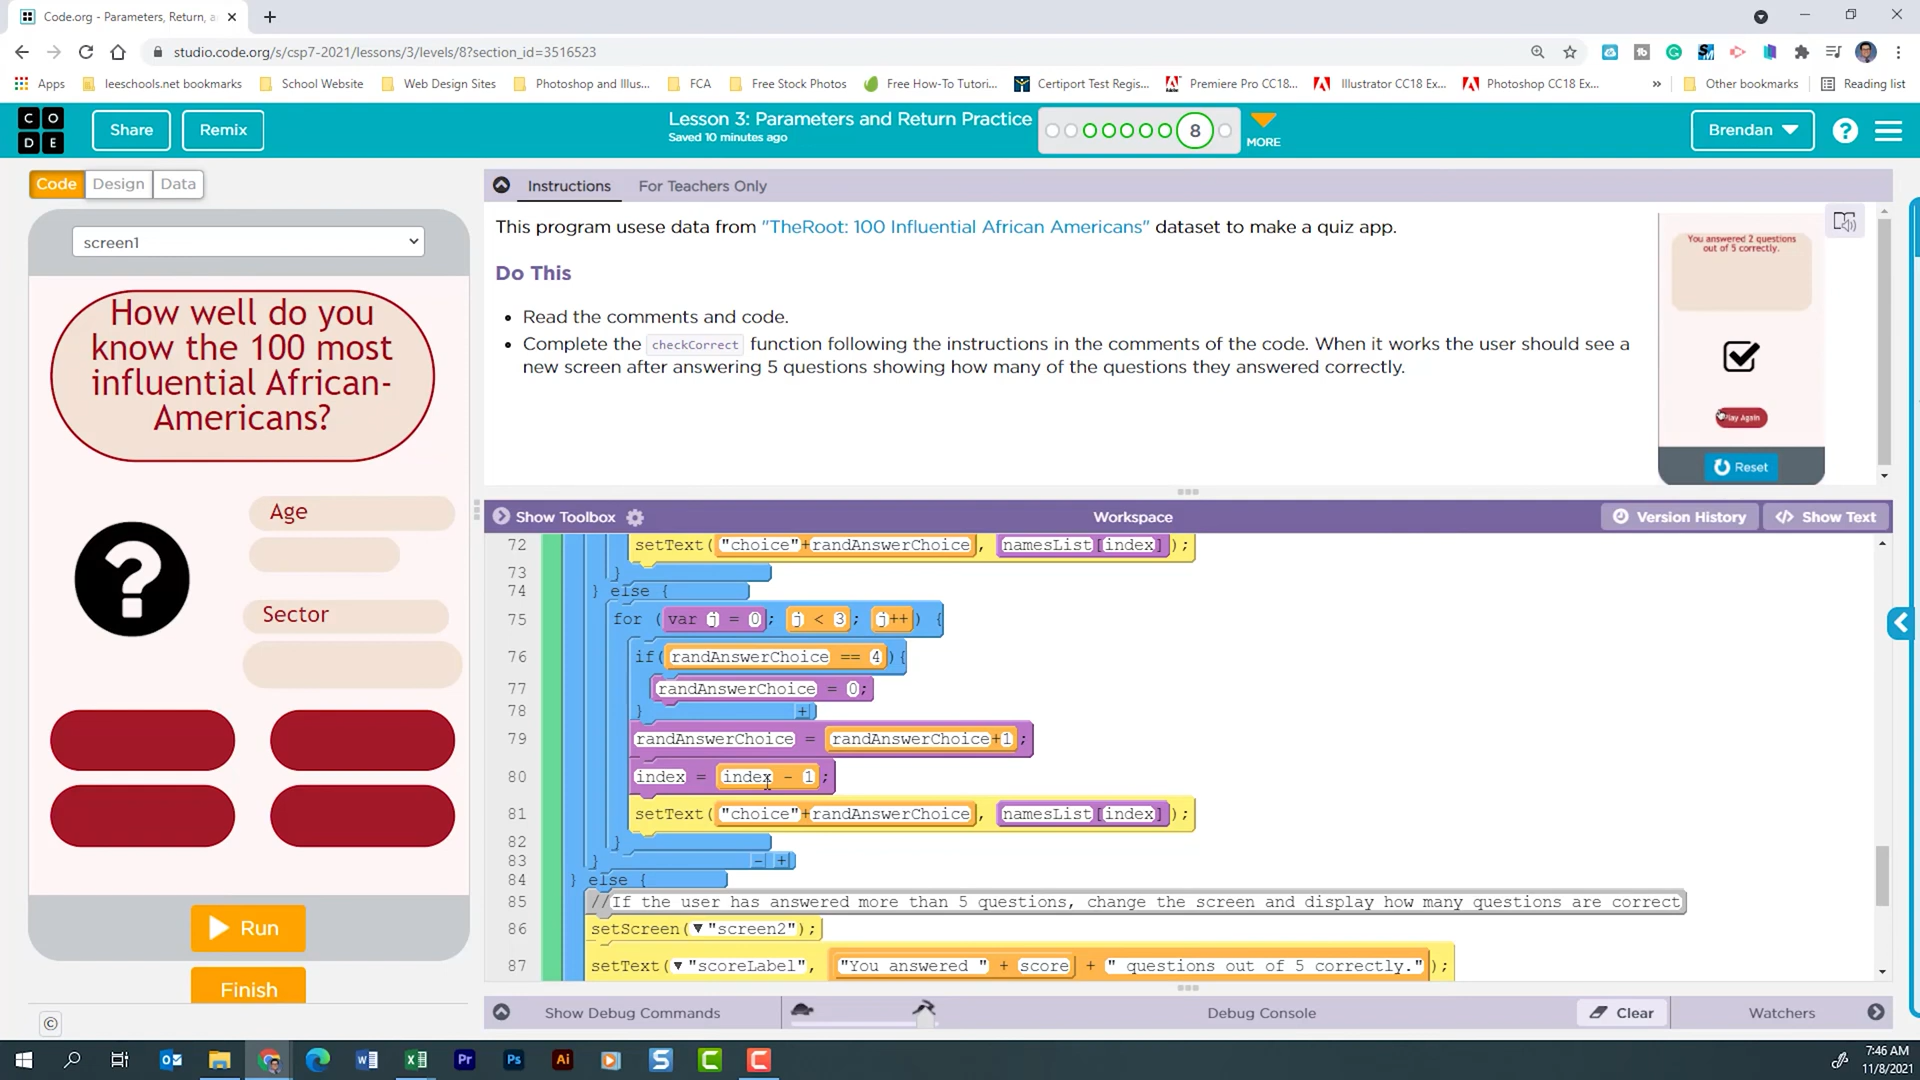 Code.org - Parameters, Return, a
studio.code.org/s/csp7-2021/lessons/3/levels/8?section_id=3516523
Apps leeschools.net bookmarks School Website Web Design Sites Photoshop and Illus... FCA Free Stock Photos Free How-To Tutori... Certiport Test Regis... Premiere Pro CC18 Ex... Illustrator CC18 Ex... Photoshop CC18 Ex... » Other bookmarks Reading list
CODE
Share
Remix
Lesson 3: Parameters and Return Practice
Saved 10 minutes ago
8
MORE
Brendan
?
Code Design Data
screen1
How well do you
know the 100 most
influential African-
Americans?
Age
?
Sector
Run
Finish
©
Instructions For Teachers Only
This program usese data from "TheRoot: 100 Influential African Americans" dataset to make a quiz app.
Do This
• Read the comments and code.
• Complete the checkCorrect function following the instructions in the comments of the code. When it works the user should see a
new screen after answering 5 questions showing how many of the questions they answered correctly.
You answered 2 questions
out of 5 correctly.
Play Again
Reset
Show Toolbox Workspace Version History Show Text
72 setText("choice"+randAnswerChoice, namesList[index]);
73 }
74 } else {
75 for (var j = 0; j < 3; j++) {
76 if(randAnswerChoice == 4){
77 randAnswerChoice = 0;
78 } +
79 randAnswerChoice = randAnswerChoice+1;
80 index = index - 1;
81 setText("choice"+randAnswerChoice, namesList[index]);
82 }
83 } - +
84 } else {
85 //If the user has answered more than 5 questions, change the screen and display how many questions are correct
86 setScreen(▼"screen2");
87 setText(▼"scoreLabel", "You answered " + score + " questions out of 5 correctly.");
Show Debug Commands Debug Console Clear Watchers
7:46 AM
11/8/2021